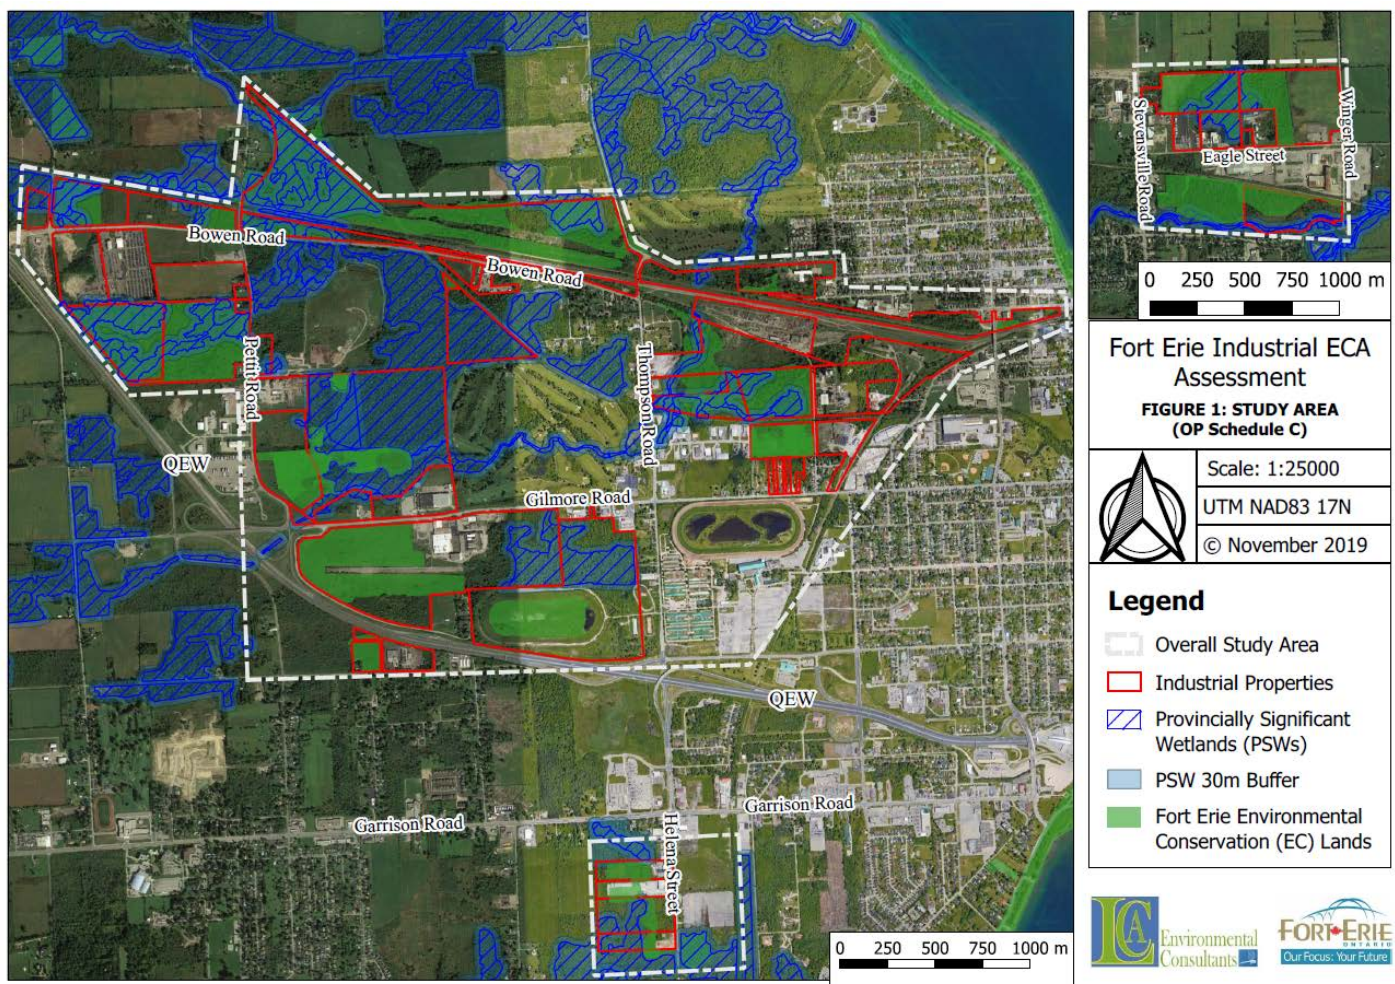 Bowen Road
Bowen Road
Pettit Road
Thompson Road
QEW
Gilmore Road
QEW
Garrison Road
Garrison Road
Helena Street
0 250 500 750 1000 m
Stevensville Road
Winger Road
Eagle Street
0 250 500 750 1000 m
Fort Erie Industrial ECA
Assessment
FIGURE 1: STUDY AREA
(OP Schedule C)
Scale: 1:25000
UTM NAD83 17N
© November 2019
Legend
Overall Study Area
Industrial Properties
Provincially Significant
Wetlands (PSWs)
PSW 30m Buffer
Fort Erie Environmental
Conservation (EC) Lands
LCA
Environmental
Consultants
FORT ERIE
ONTARIO
Our Focus: Your Future